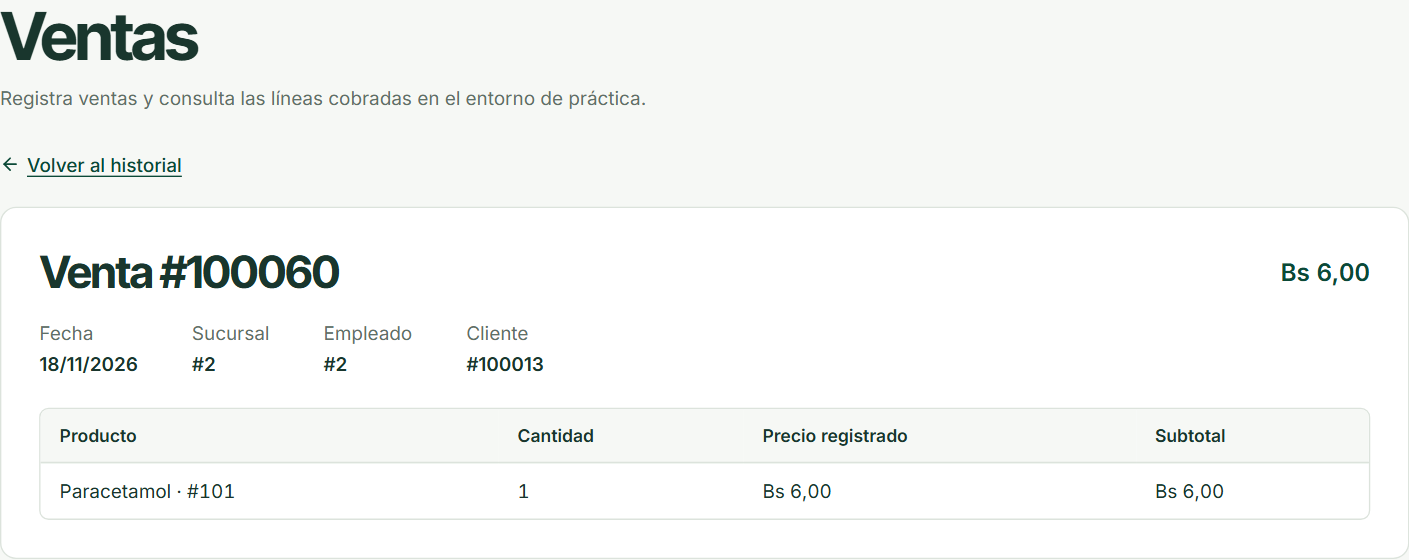 Ventas
Registra ventas y consulta las líneas cobradas en el entorno de práctica.
← Volver al historial
Venta #100060 Bs 6,00
Fecha Sucursal Empleado Cliente
18/11/2026 #2 #2 #100013
Producto Cantidad Precio registrado Subtotal
Paracetamol · #101 1 Bs 6,00 Bs 6,00